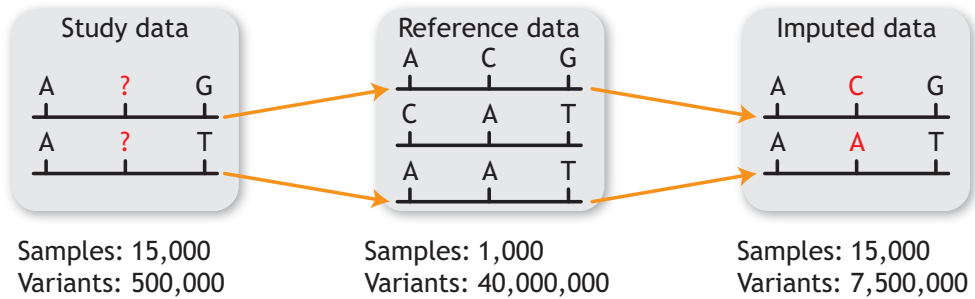 Study data
A ? G
A ? T
Samples: 15,000
Variants: 500,000
Reference data
A C G
C A T
A A T
Samples: 1,000
Variants: 40,000,000
Imputed data
A C G
A A T
Samples: 15,000
Variants: 7,500,000